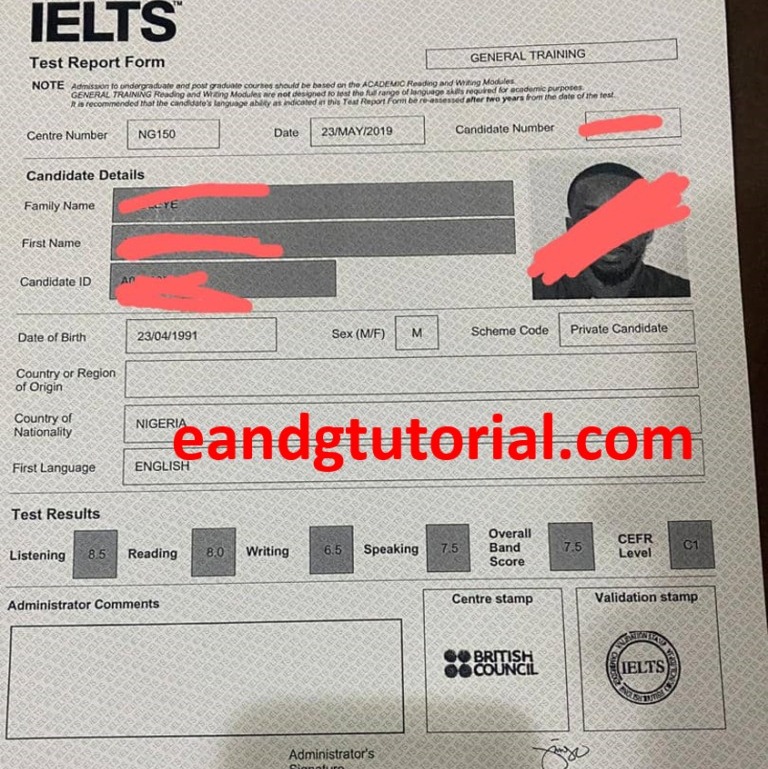 IELTS™
Test Report Form
GENERAL TRAINING
NOTE Admission to undergraduate and post graduate courses should be based on the ACADEMIC Reading and Writing Modules.
GENERAL TRAINING Reading and Writing Modules are not designed to test the full range of language skills required for academic purposes.
It is recommended that the candidate's language ability as indicated in this Test Report Form be re-assessed after two years from the date of the test.
Centre Number NG150 Date 23/MAY/2019 Candidate Number
Candidate Details
Family Name
First Name
Candidate ID
Date of Birth 23/04/1991 Sex (M/F) M Scheme Code Private Candidate
Country or Region
of Origin
Country of
Nationality NIGERIA
eandgtutorial.com
First Language ENGLISH
Test Results
Listening 8.5 Reading 8.0 Writing 6.5 Speaking 7.5 Overall Band Score 7.5 CEFR Level C1
Administrator Comments
Centre stamp
Validation stamp
BRITISH
COUNCIL
IELTS
Administrator's
Signature